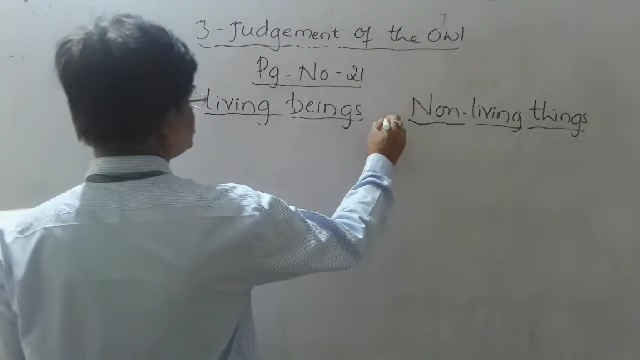 3-Judgement of the Owl
Pg-No-21
living beings Non-living things